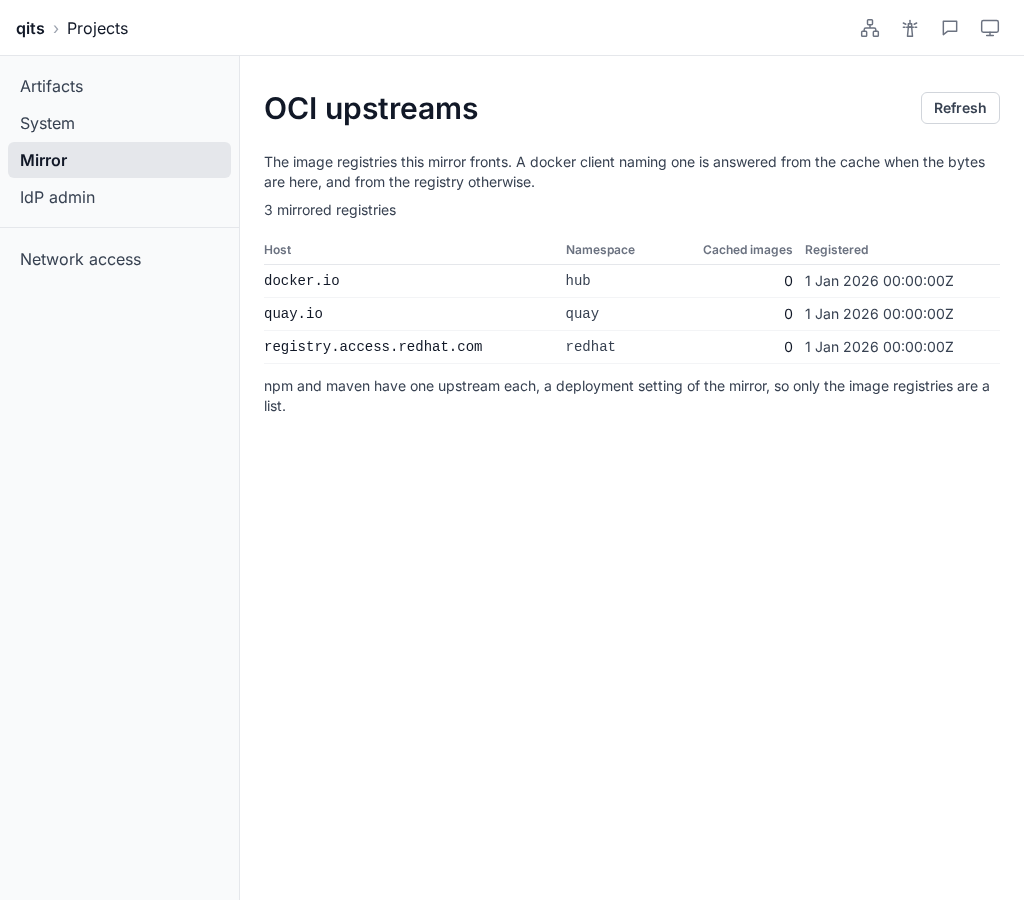 qits › Projects
Artifacts
System
Mirror
IdP admin
Network access
OCI upstreams
Refresh
The image registries this mirror fronts. A docker client naming one is answered from the cache when the bytes
are here, and from the registry otherwise.
3 mirrored registries
Host Namespace Cached images Registered
docker.io hub 0 1 Jan 2026 00:00:00Z
quay.io quay 0 1 Jan 2026 00:00:00Z
registry.access.redhat.com redhat 0 1 Jan 2026 00:00:00Z
npm and maven have one upstream each, a deployment setting of the mirror, so only the image registries are a
list.